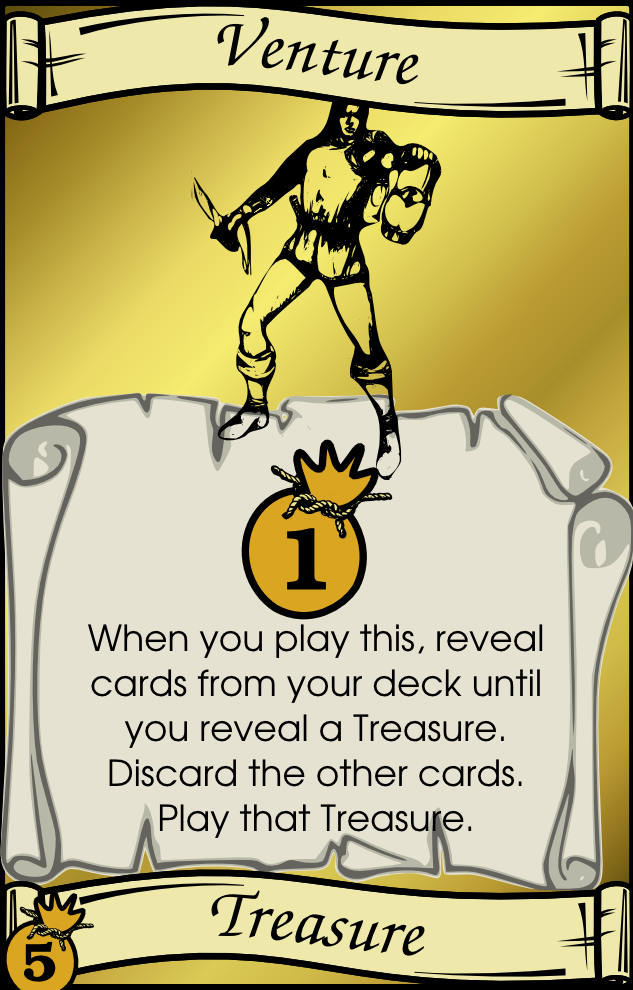 Venture
1
When you play this, reveal
cards from your deck until
you reveal a Treasure.
Discard the other cards.
Play that Treasure.
Treasure
5